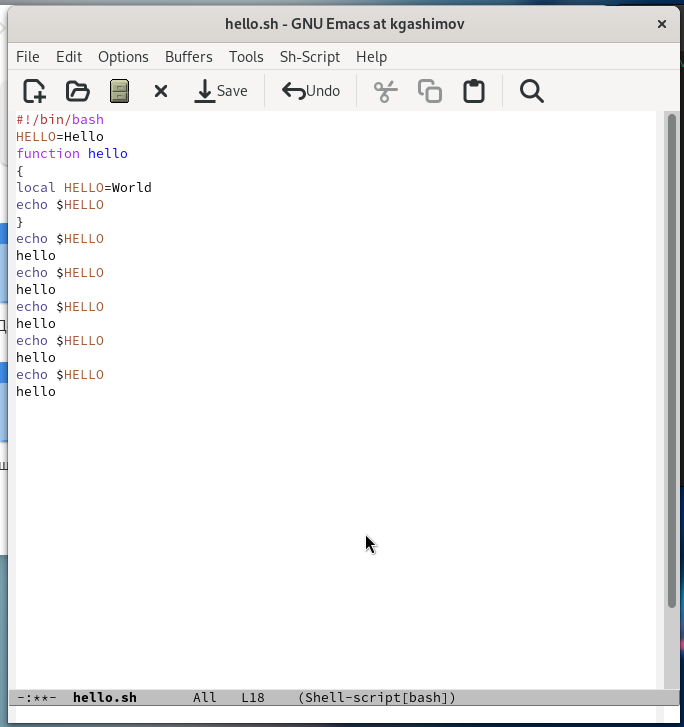 hello.sh - GNU Emacs at kgashimov
File Edit Options Buffers Tools Sh-Script Help
Save Undo
#!/bin/bash
HELLO=Hello
function hello
{
local HELLO=World
echo $HELLO
}
echo $HELLO
hello
echo $HELLO
hello
echo $HELLO
hello
echo $HELLO
hello
echo $HELLO
hello
-:**- hello.sh All L18 (Shell-script[bash])